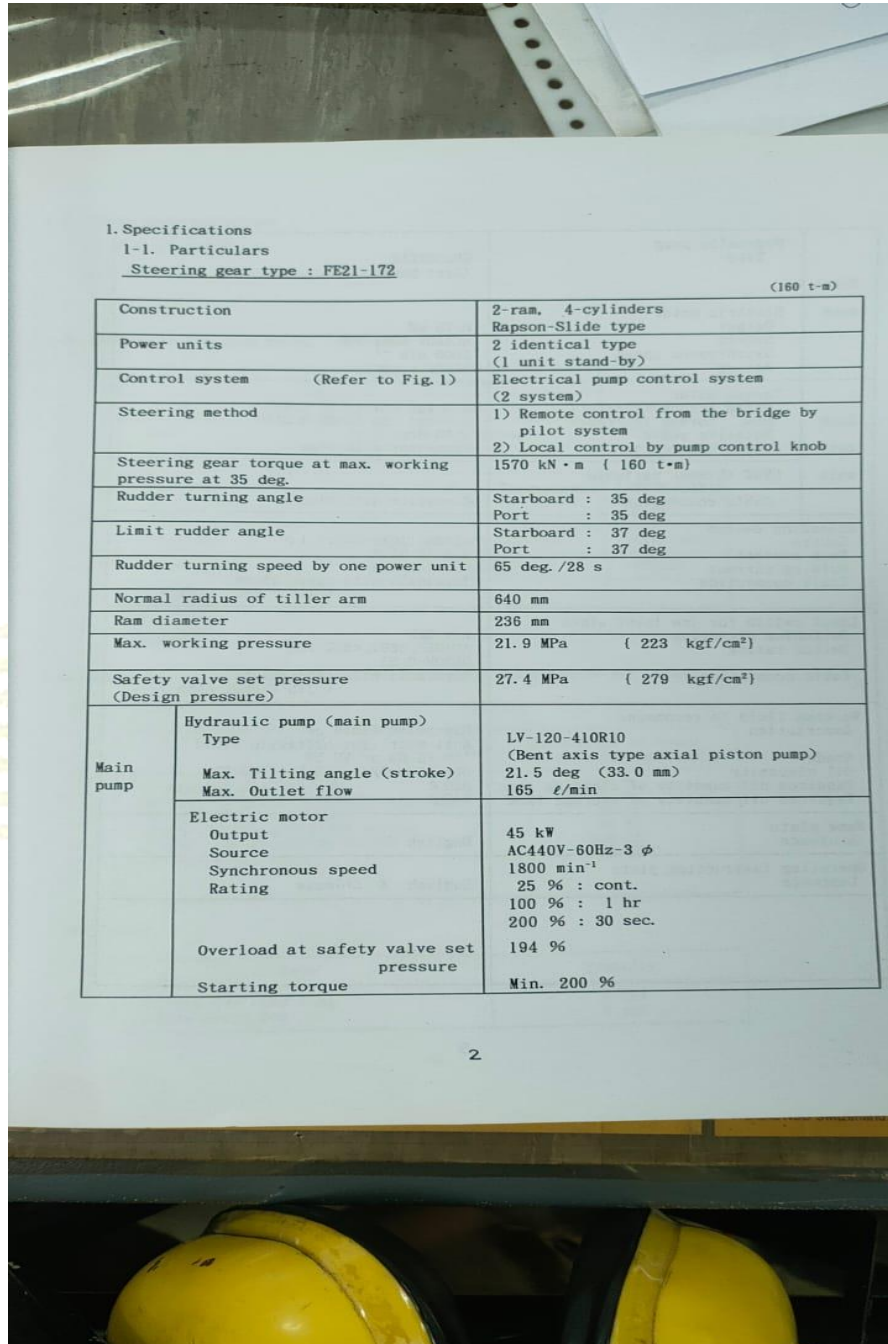 1. Specifications
1-1. Particulars
Steering gear type : FE21-172
(160 t-m)
Construction 2-ram, 4-cylinders
Rapson-Slide type
Power units 2 identical type
(1 unit stand-by)
Control system (Refer to Fig. 1) Electrical pump control system
(2 system)
Steering method 1) Remote control from the bridge by
pilot system
2) Local control by pump control knob
Steering gear torque at max. working 1570 kN・m { 160 t•m}
pressure at 35 deg.
Rudder turning angle Starboard : 35 deg
Port : 35 deg
Limit rudder angle Starboard : 37 deg
Port : 37 deg
Rudder turning speed by one power unit 65 deg./28 s
Normal radius of tiller arm 640 mm
Ram diameter 236 mm
Max. working pressure 21.9 MPa { 223 kgf/cm²}
Safety valve set pressure 27.4 MPa { 279 kgf/cm²}
(Design pressure)
Main
pump
Hydraulic pump (main pump)
Type LV-120-410R10
(Bent axis type axial piston pump)
Max. Tilting angle (stroke) 21.5 deg (33.0 mm)
Max. Outlet flow 165 ℓ/min
Electric motor
Output 45 kW
Source AC440V-60Hz-3 φ
Synchronous speed 1800 min⁻¹
Rating 25 % : cont.
100 % : 1 hr
200 % : 30 sec.
Overload at safety valve set 194 %
pressure
Starting torque Min. 200 %
2